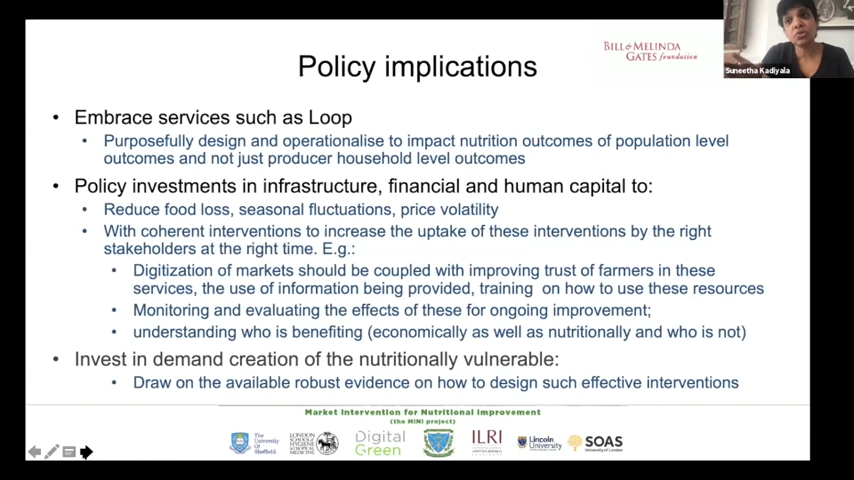 BILL & MELINDA
GATES foundation
Suneetha Kadiyala
Policy implications
• Embrace services such as Loop
• Purposefully design and operationalise to impact nutrition outcomes of population level
outcomes and not just producer household level outcomes
• Policy investments in infrastructure, financial and human capital to:
• Reduce food loss, seasonal fluctuations, price volatility
• With coherent interventions to increase the uptake of these interventions by the right
stakeholders at the right time. E.g.:
• Digitization of markets should be coupled with improving trust of farmers in these
services, the use of information being provided, training on how to use these resources
• Monitoring and evaluating the effects of these for ongoing improvement;
• understanding who is benefiting (economically as well as nutritionally and who is not)
• Invest in demand creation of the nutritionally vulnerable:
• Draw on the available robust evidence on how to design such effective interventions
Market Intervention for Nutritional Improvement
(the MINI project)
The
University
Of
Sheffield.
LONDON
SCHOOL of
HYGIENE
& TROPICAL
MEDICINE
Digital
Green
ILRI
Lincoln
University
SOAS
University of London